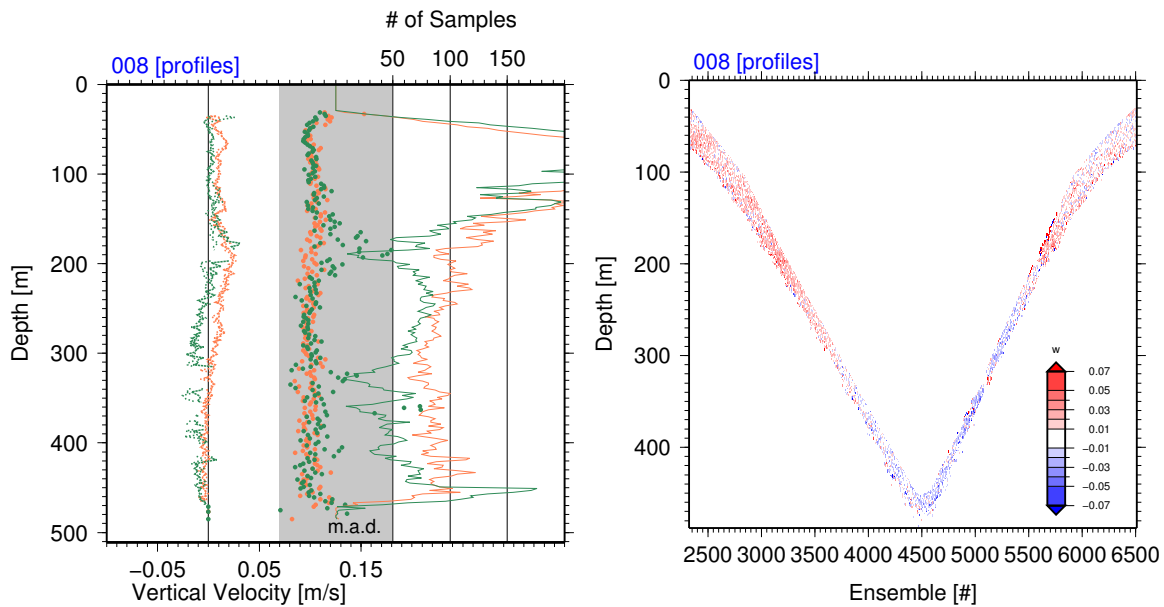 # of Samples
008 [profiles]
50 100 150
0
100
200
300
400
500
Depth [m]
m.a.d.
−0.05 0.05 0.15
Vertical Velocity [m/s]
008 [profiles]
0
100
200
300
400
Depth [m]
w
0.07
0.05
0.03
0.01
−0.01
−0.03
−0.05
−0.07
2500 3000 3500 4000 4500 5000 5500 6000 6500
Ensemble [#]